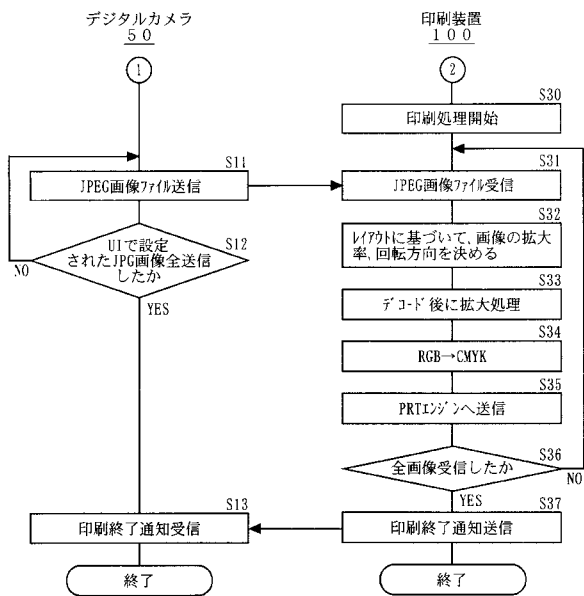 デジタルカメラ
50
印刷装置
100
1
2
S30
印刷処理開始
S11
JPEG画像ファイル送信
S31
JPEG画像ファイル受信
S12
UIで設定
されたJPG画像全送信
したか
NO
YES
S32
レイアウトに基づいて、画像の拡大
率、回転方向を決める
S33
デコード後に拡大処理
S34
RGB→CMYK
S35
PRTエンジンへ送信
S36
全画像受信したか
NO
YES
S13
印刷終了通知受信
S37
印刷終了通知送信
終了
終了